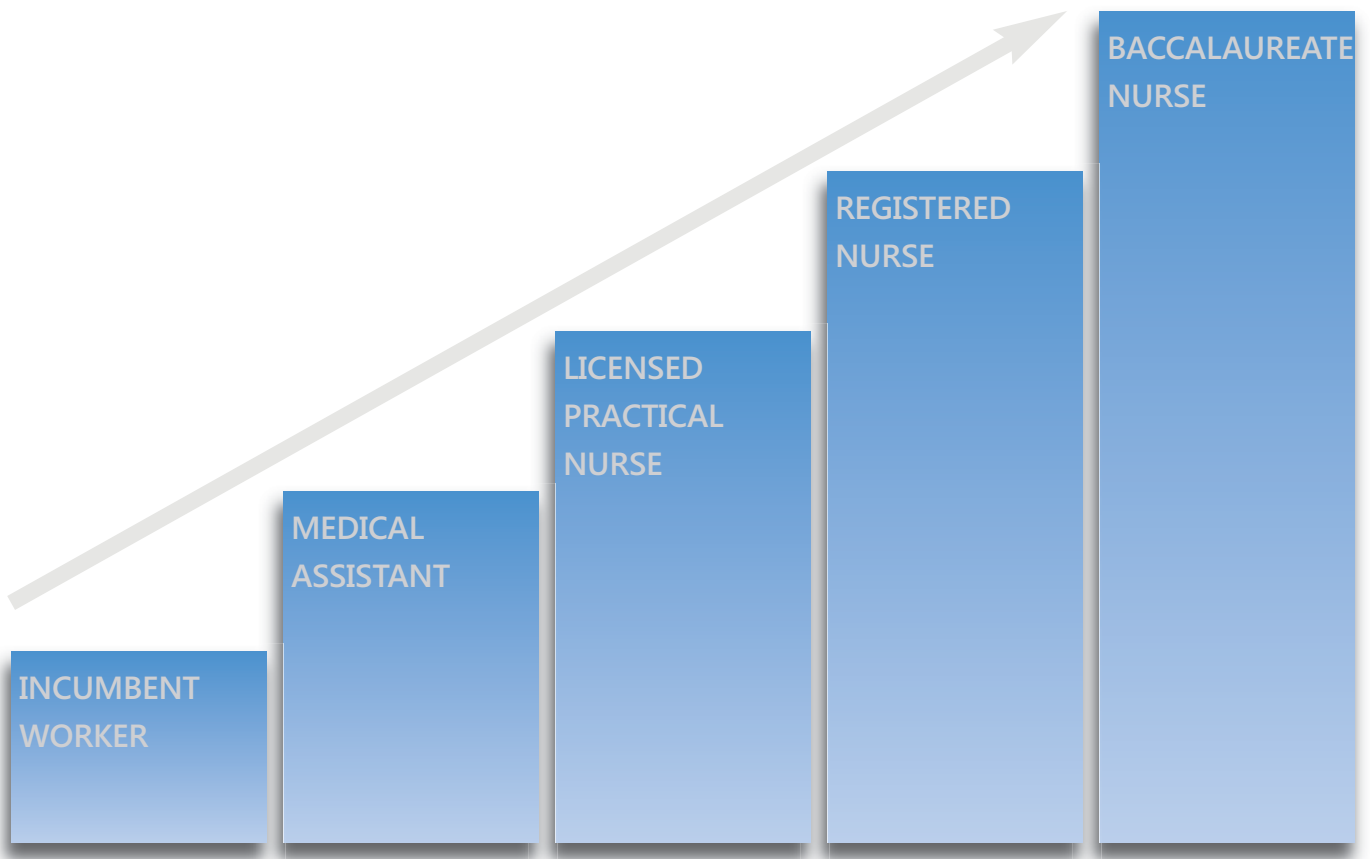 INCUMBENT
WORKER
MEDICAL
ASSISTANT
LICENSED
PRACTICAL
NURSE
REGISTERED
NURSE
BACCALAUREATE
NURSE